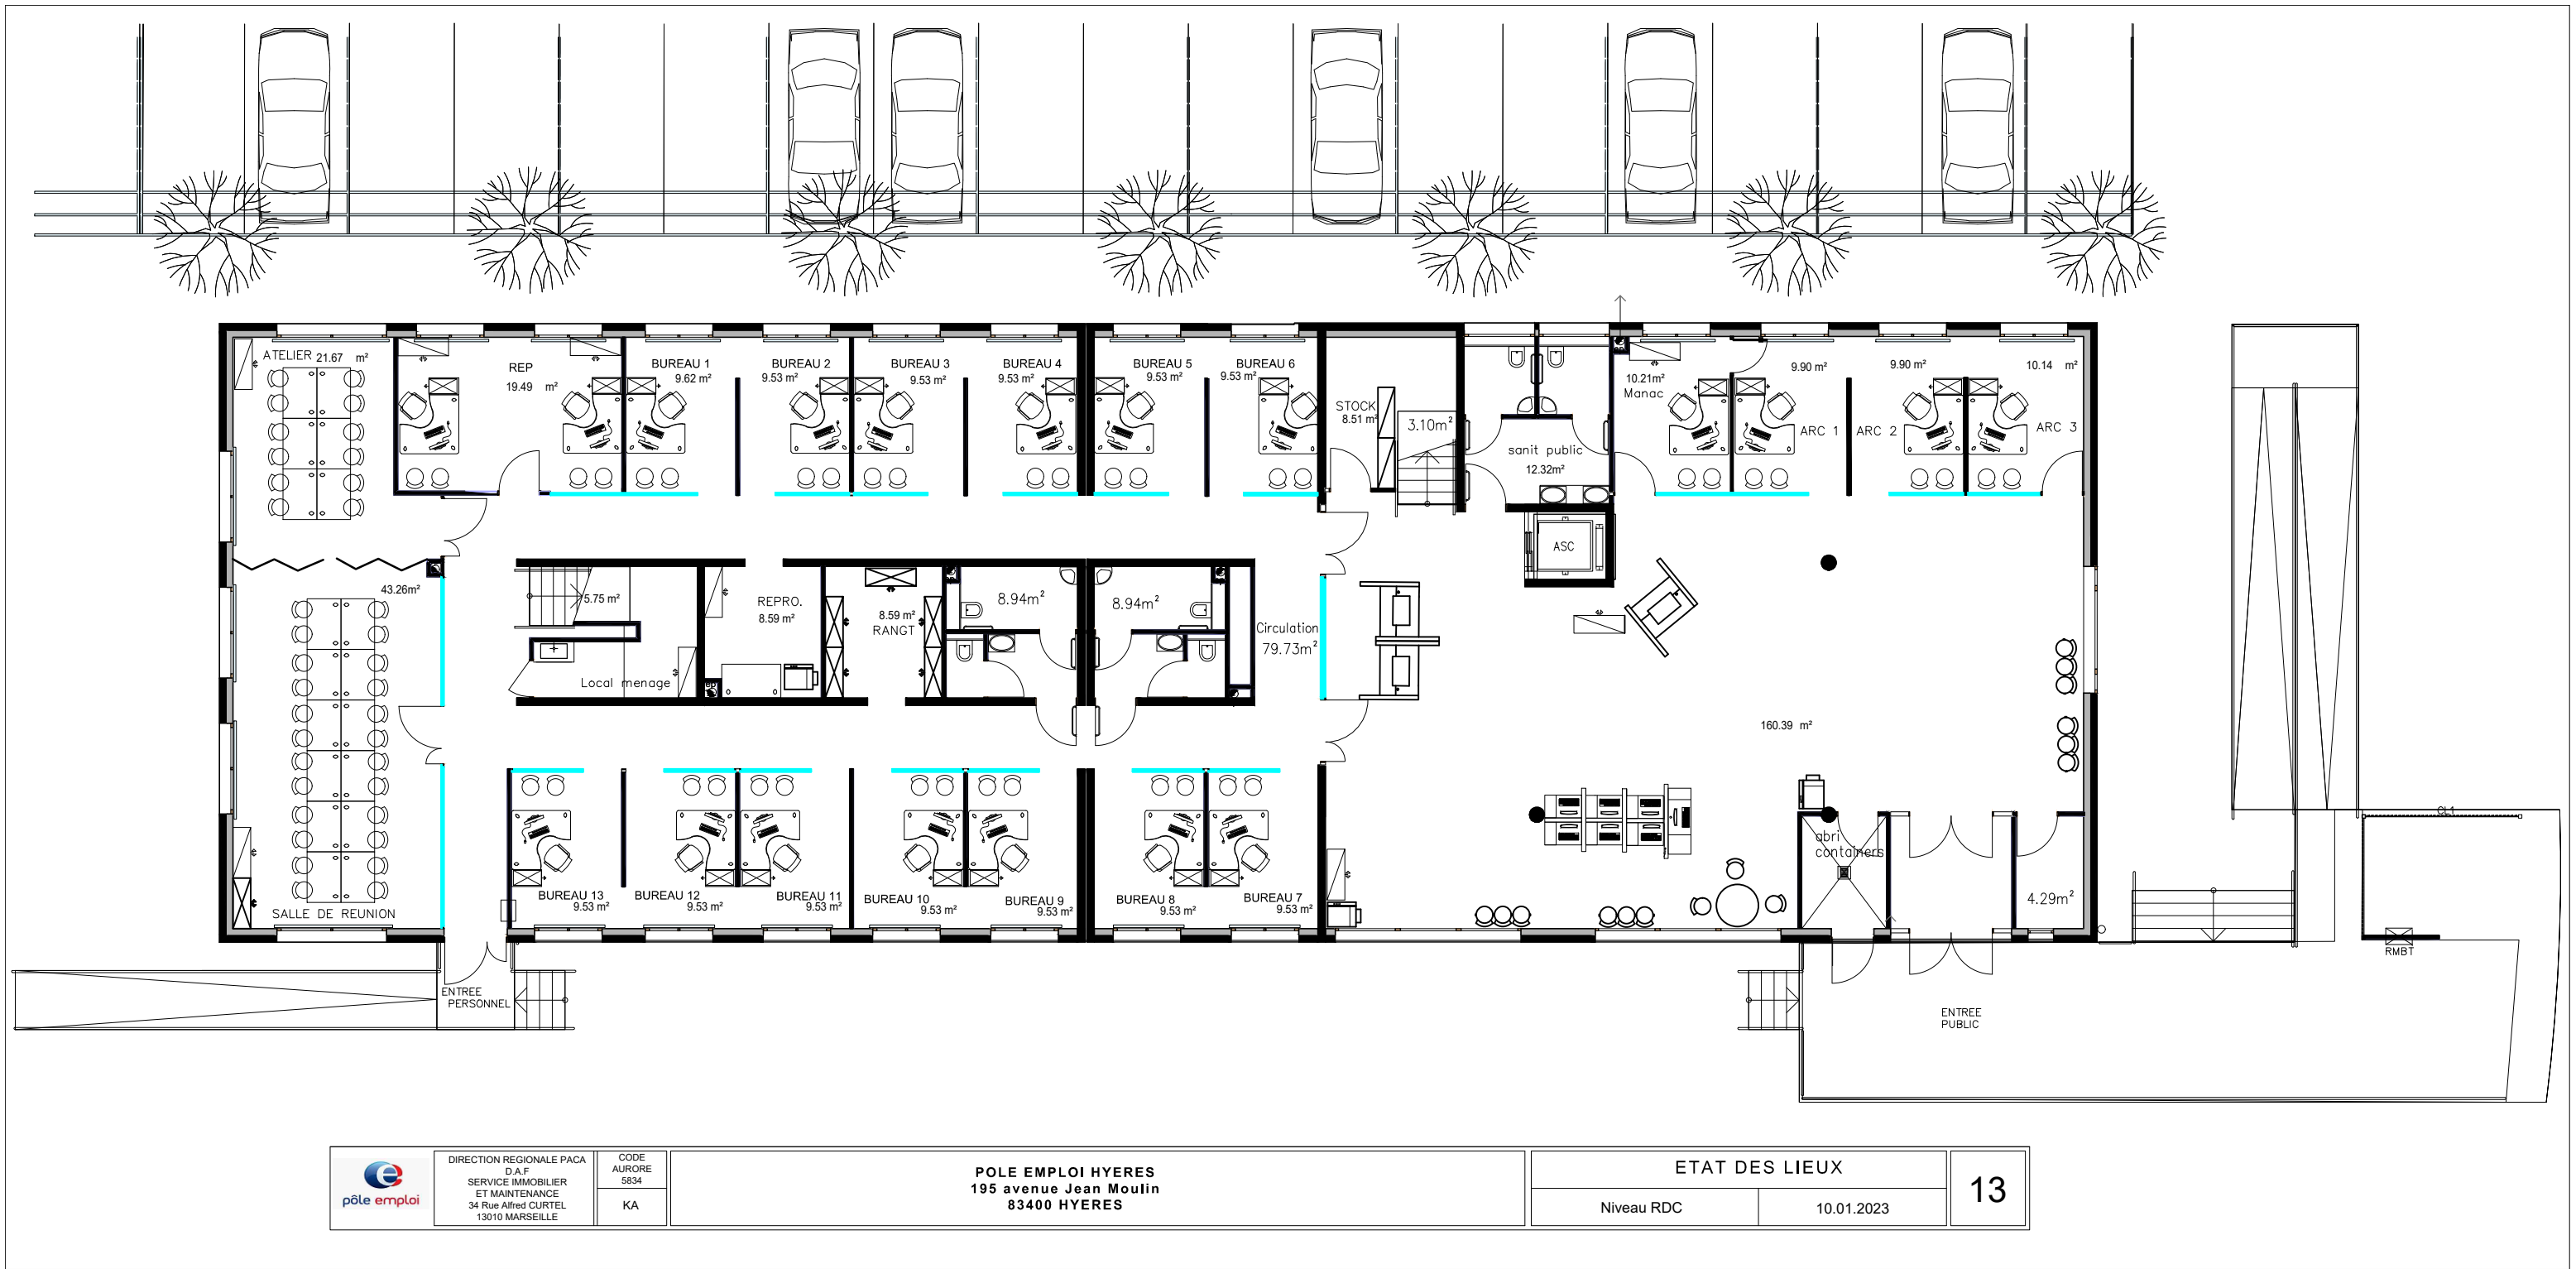 ATELIER 21.67 m²
REP
19.49 m²
BUREAU 1
9.62 m²
BUREAU 2
9.53 m²
BUREAU 3
9.53 m²
BUREAU 4
9.53 m²
BUREAU 5
9.53 m²
BUREAU 6
9.53 m²
STOCK
8.51 m²
3.10m²
sanit public
12.32m²
10.21m²
Manac
9.90 m²
ARC 1
9.90 m²
ARC 2
10.14 m²
ARC 3
ASC
43.26m²
5.75 m²
REPRO.
8.59 m²
8.59 m²
RANGT
8.94m²
8.94m²
Circulation
79.73m²
Local menage
160.39 m²
abri
containers
4.29m²
CL1
RMBT
SALLE DE REUNION
BUREAU 13
9.53 m²
BUREAU 12
9.53 m²
BUREAU 11
9.53 m²
BUREAU 10
9.53 m²
BUREAU 9
9.53 m²
BUREAU 8
9.53 m²
BUREAU 7
9.53 m²
ENTREE
PERSONNEL
ENTREE
PUBLIC
pôle emploi
DIRECTION REGIONALE PACA
D.A.F
SERVICE IMMOBILIER
ET MAINTENANCE
34 Rue Alfred CURTEL
13010 MARSEILLE
CODE
AURORE
5834
KA
POLE EMPLOI HYERES
195 avenue Jean Moulin
83400 HYERES
ETAT DES LIEUX
Niveau RDC
10.01.2023
13